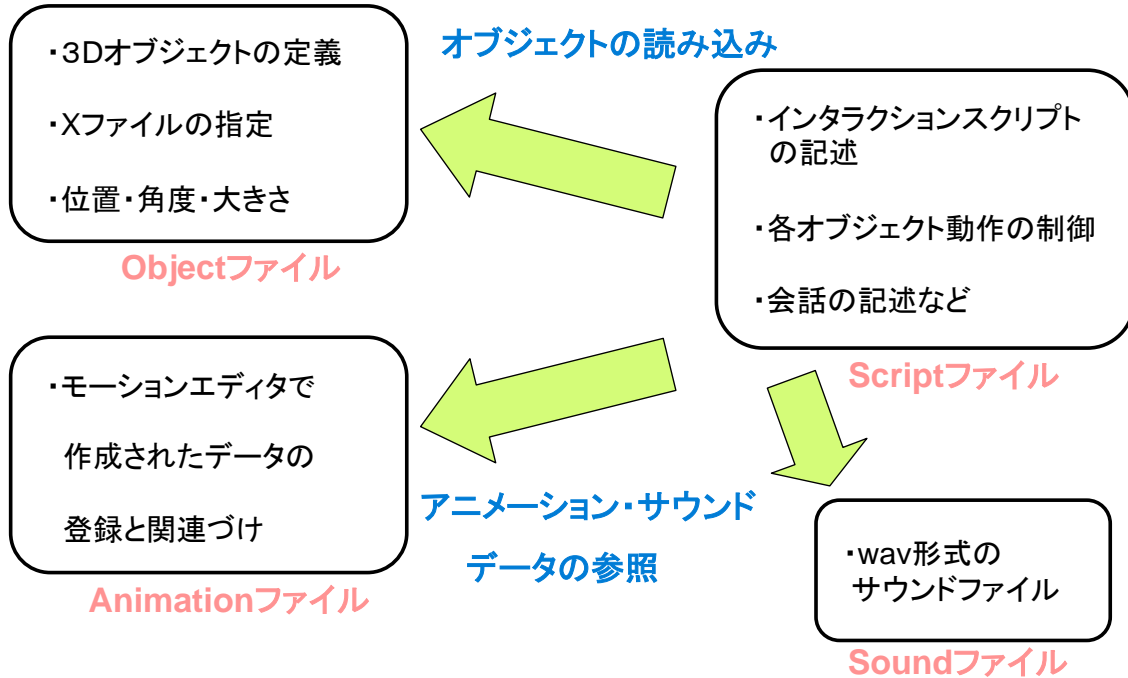 ・3Dオブジェクトの定義
・Xファイルの指定
・位置・角度・大きさ
Objectファイル
オブジェクトの読み込み
・インタラクションスクリプト
の記述
・各オブジェクト動作の制御
・会話の記述など
Scriptファイル
・モーションエディタで
作成されたデータの
登録と関連づけ
Animationファイル
アニメーション・サウンド
データの参照
・wav形式の
サウンドファイル
Soundファイル